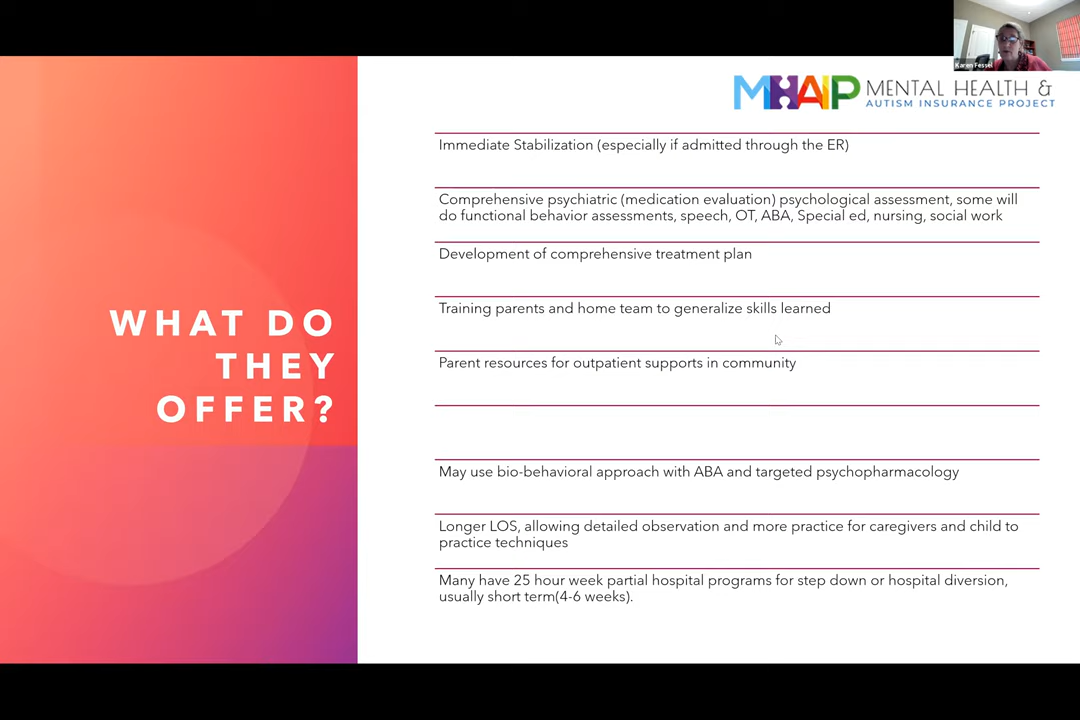 Karen Fessel
MHAIP MENTAL HEALTH &
AUTISM INSURANCE PROJECT
WHAT DO
THEY
OFFER?
Immediate Stabilization (especially if admitted through the ER)
Comprehensive psychiatric (medication evaluation) psychological assessment, some will
do functional behavior assessments, speech, OT, ABA, Special ed, nursing, social work
Development of comprehensive treatment plan
Training parents and home team to generalize skills learned
Parent resources for outpatient supports in community
May use bio-behavioral approach with ABA and targeted psychopharmacology
Longer LOS, allowing detailed observation and more practice for caregivers and child to
practice techniques
Many have 25 hour week partial hospital programs for step down or hospital diversion,
usually short term(4-6 weeks).